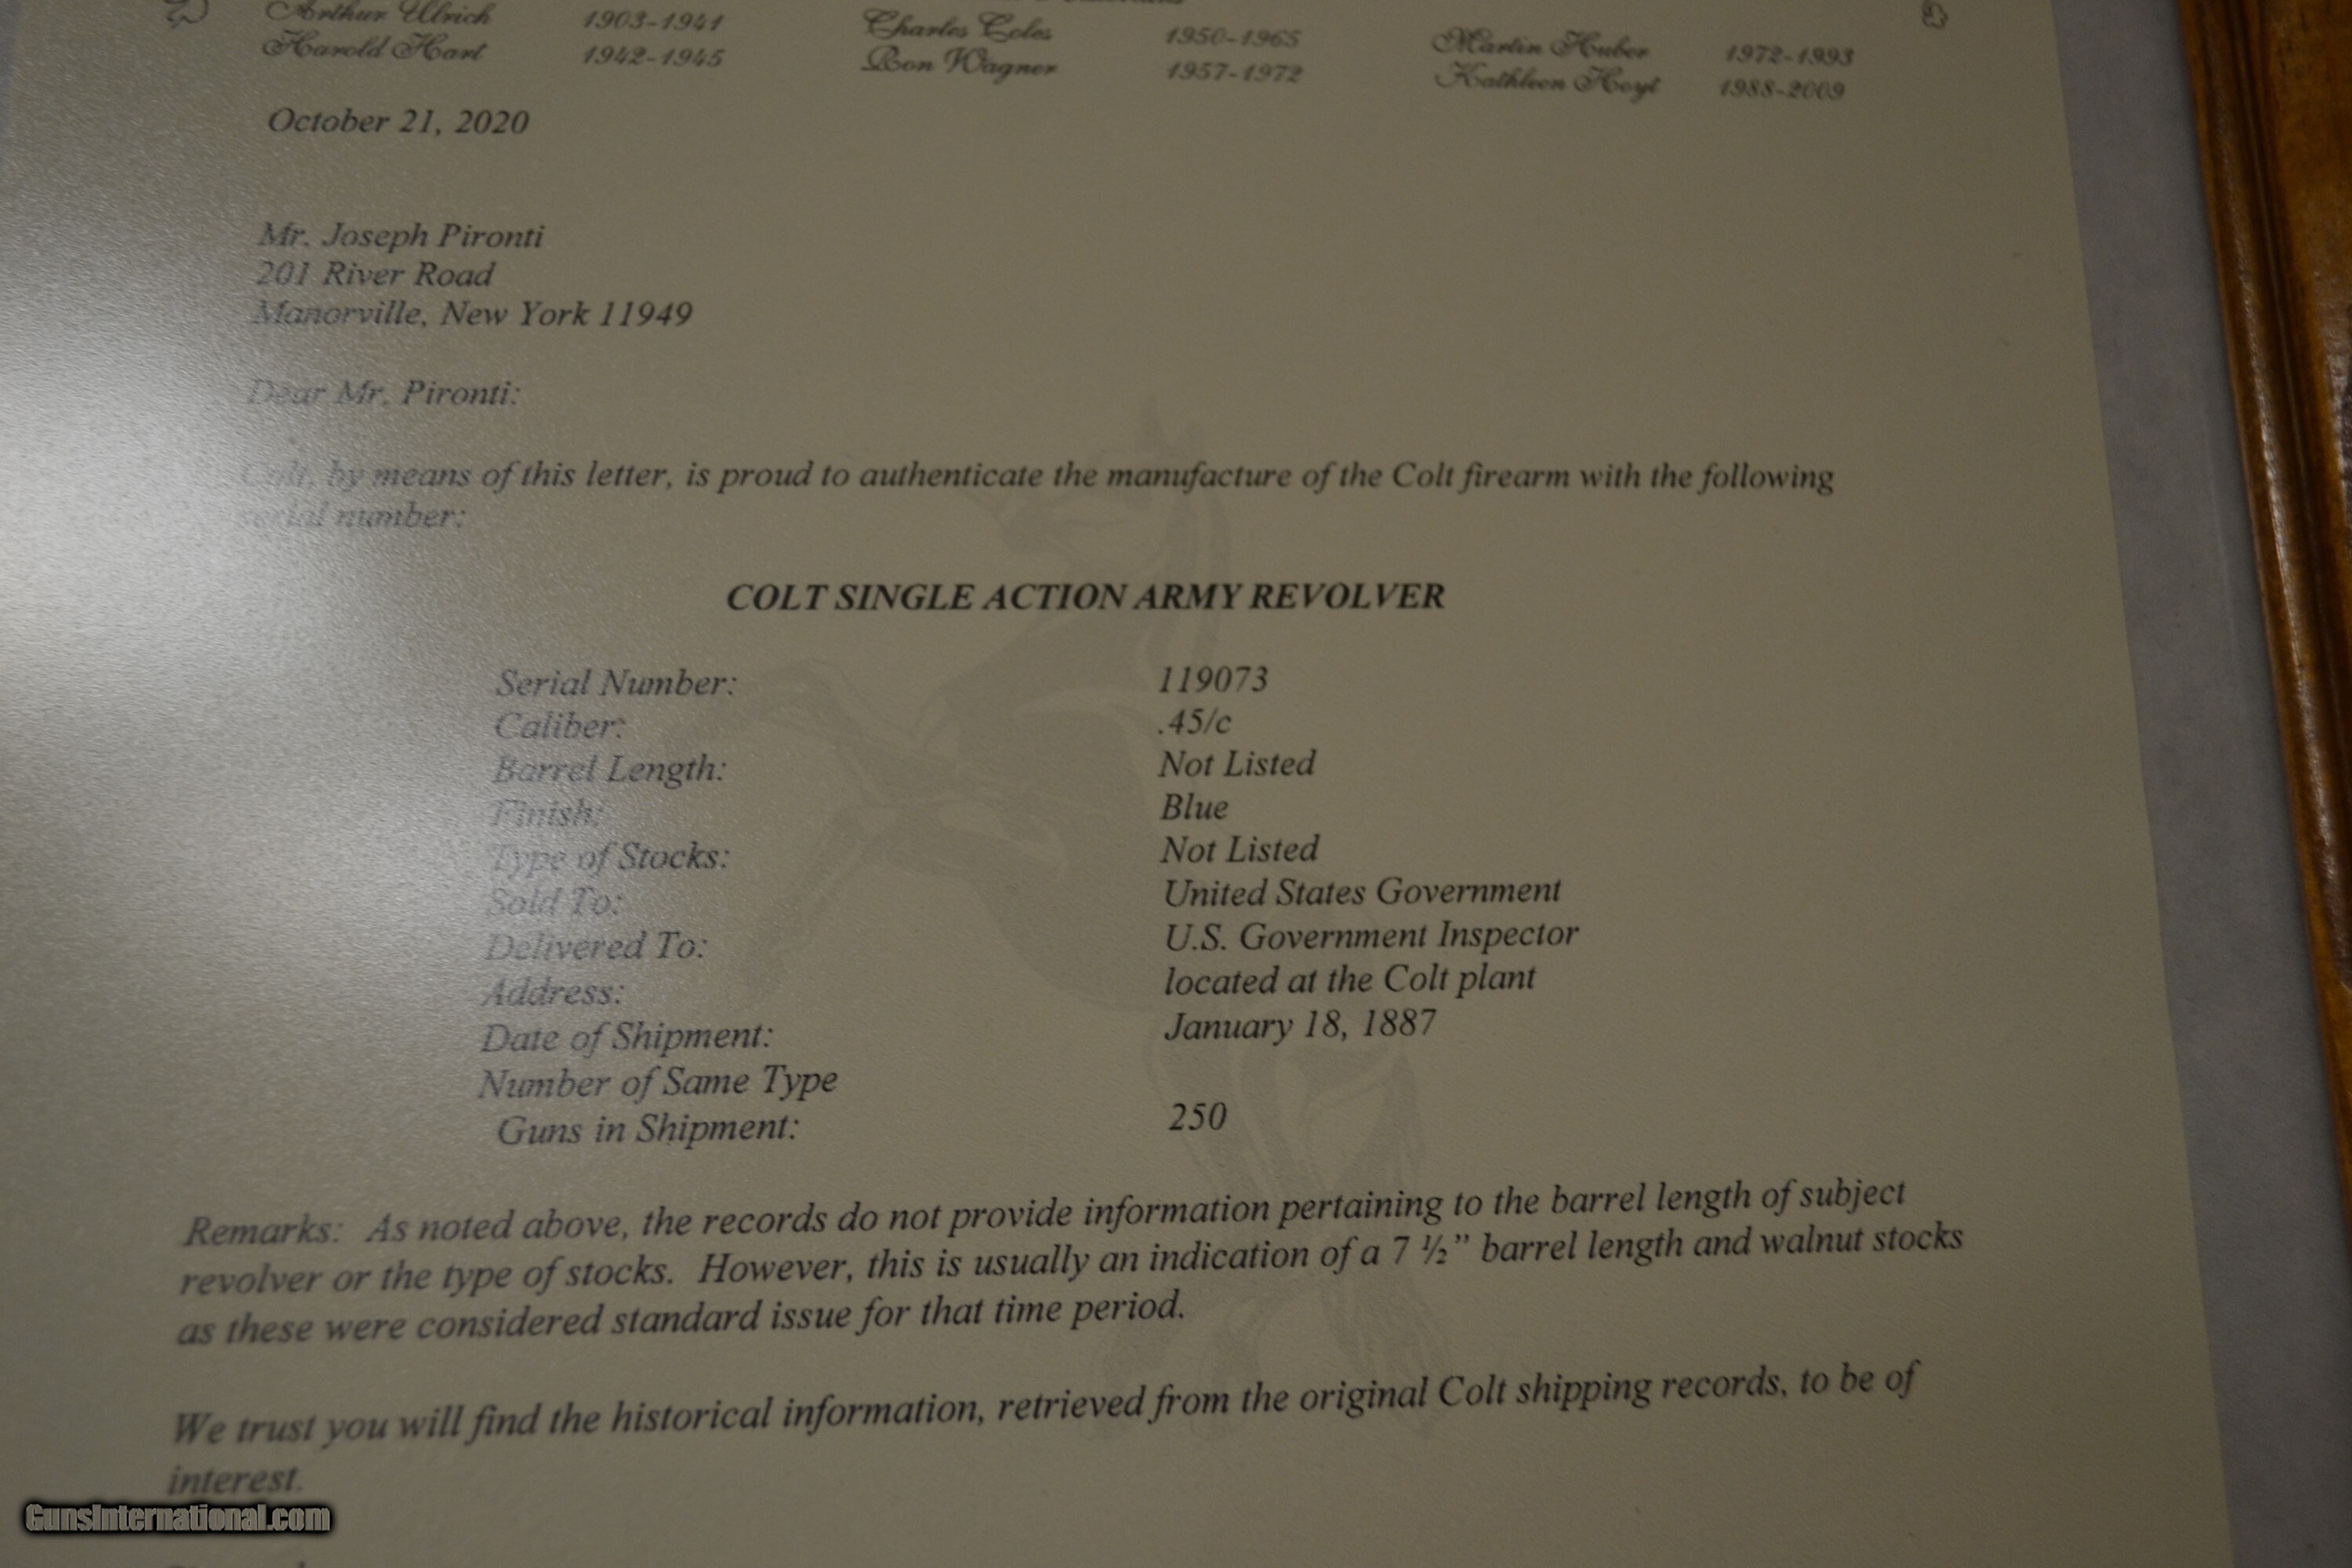 Arthur Ulrich 1903-1941 Charles Coles 1950-1965 Martin Huber 1972-1993
Harold Hart 1942-1945 Ron Wagner 1957-1972 Kathleen Hoyt 1988-2009
October 21, 2020
Mr. Joseph Pironti
201 River Road
Manorville, New York 11949
Dear Mr. Pironti:
Colt, by means of this letter, is proud to authenticate the manufacture of the Colt firearm with the following
serial number:
COLT SINGLE ACTION ARMY REVOLVER
Serial Number: 119073
Caliber: .45/c
Barrel Length: Not Listed
Finish: Blue
Type of Stocks: Not Listed
Sold To: United States Government
Delivered To: U.S. Government Inspector
Address: located at the Colt plant
Date of Shipment: January 18, 1887
Number of Same Type
Guns in Shipment: 250
Remarks: As noted above, the records do not provide information pertaining to the barrel length of subject
revolver or the type of stocks. However, this is usually an indication of a 7 ½” barrel length and walnut stocks
as these were considered standard issue for that time period.
We trust you will find the historical information, retrieved from the original Colt shipping records, to be of
interest.
GunsInternational.com